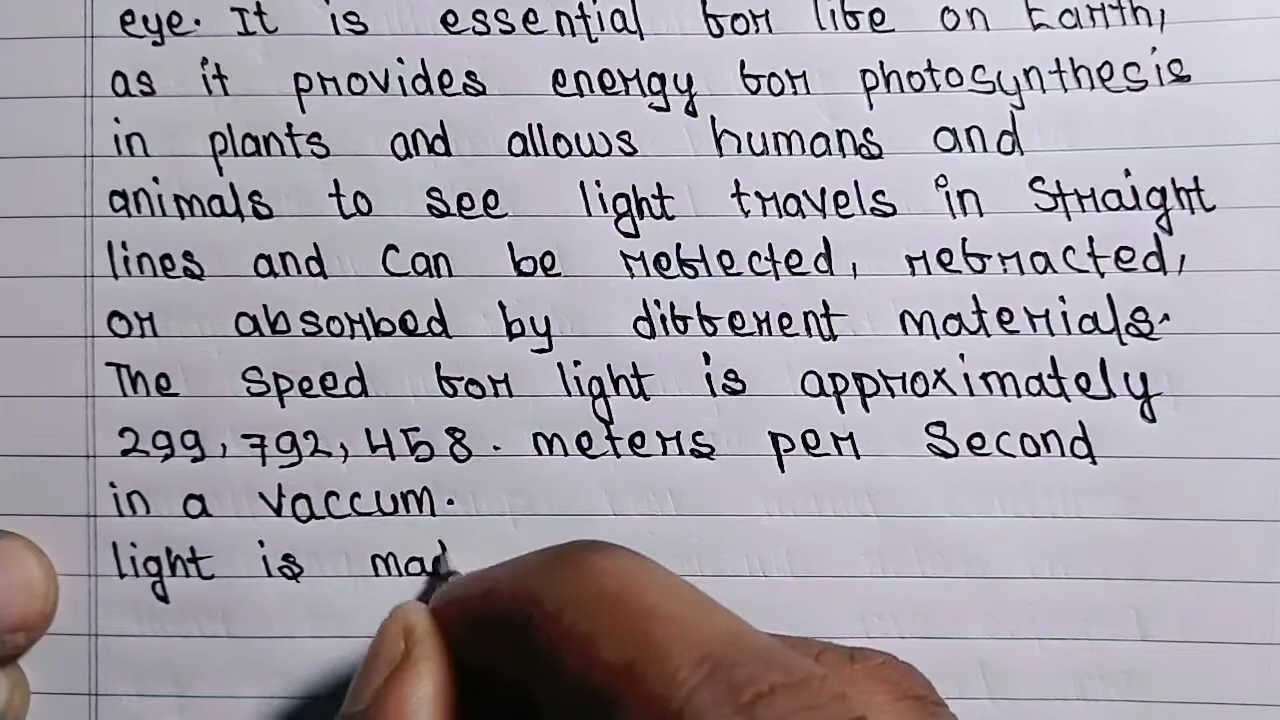 eye. It is essential for life on Earth,
as it provides energy for photosynthesis
in plants and allows humans and
animals to see light travels in straight
lines and can be reflected, refracted,
or absorbed by different materials.
The speed for light is approximately
299,792,458. meters per second
in a vaccum.
light is mad